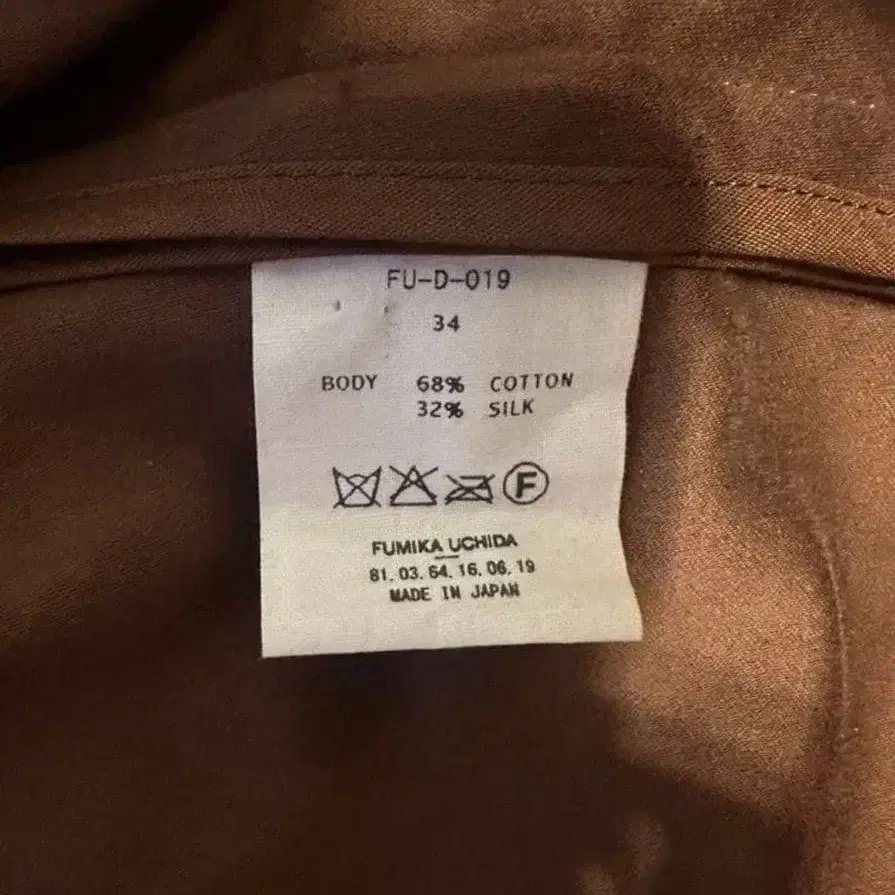 FU-D-019
34
BODY 68% COTTON
32% SILK
F
FUMIKA UCHIDA
81. 03. 64. 16. 06. 19
MADE IN JAPAN